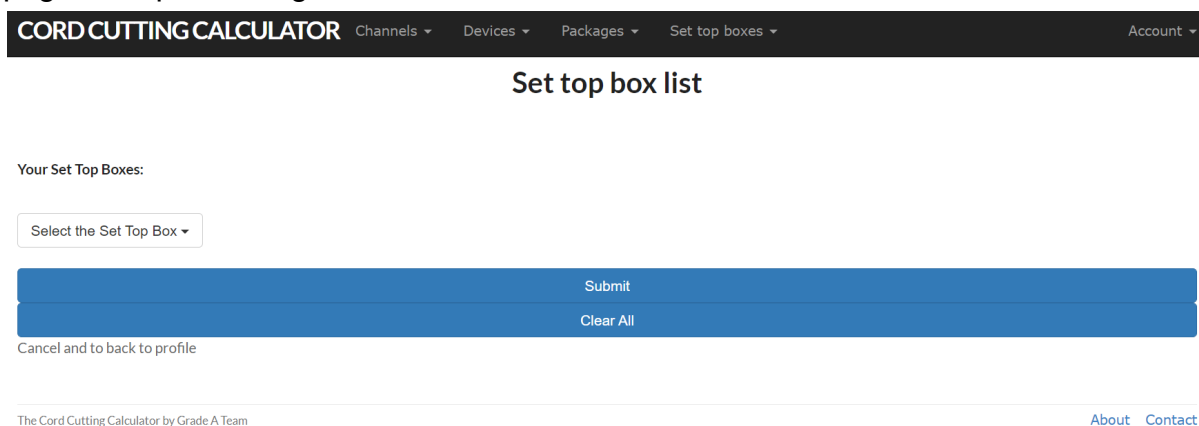 CORD CUTTING CALCULATOR Channels Devices Packages Set top boxes Account
Set top box list
Your Set Top Boxes:
Select the Set Top Box
Submit
Clear All
Cancel and to back to profile
The Cord Cutting Calculator by Grade A Team About Contact